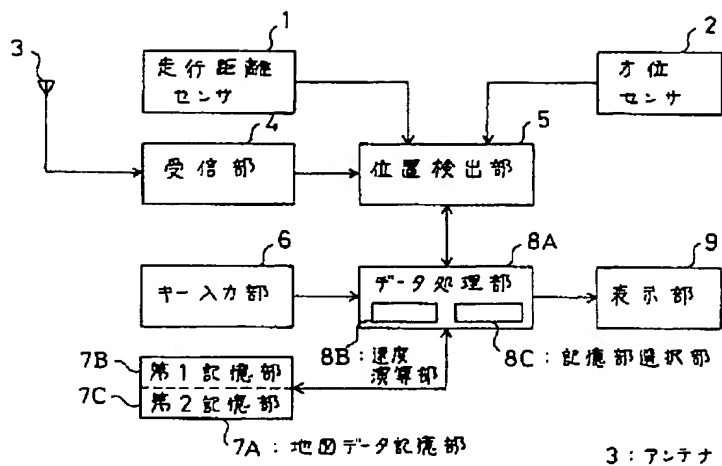 1
走行距離
センサ
2
方位
センサ
3
4
受信部
5
位置検出部
6
キー入力部
8A
データ処理部
9
表示部
8B:速度
演算部
8C:記憶部選択部
7B
第1記憶部
7C
第2記憶部
7A:地図データ記憶部
3:アンテナ